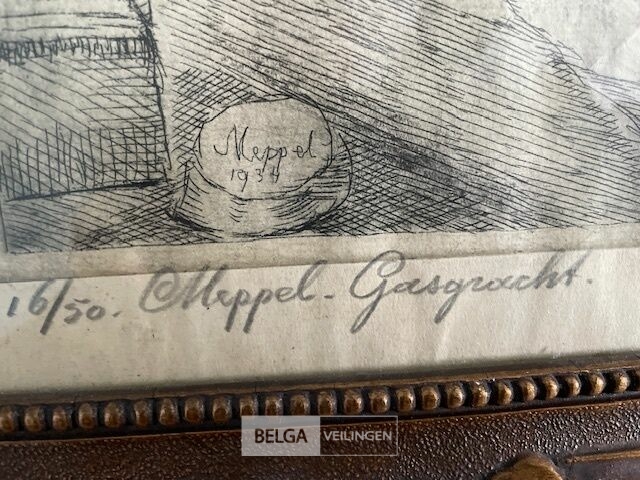 Meppel
1934
16/50. Meppel - Gasgracht.
BELGA VEILINGEN